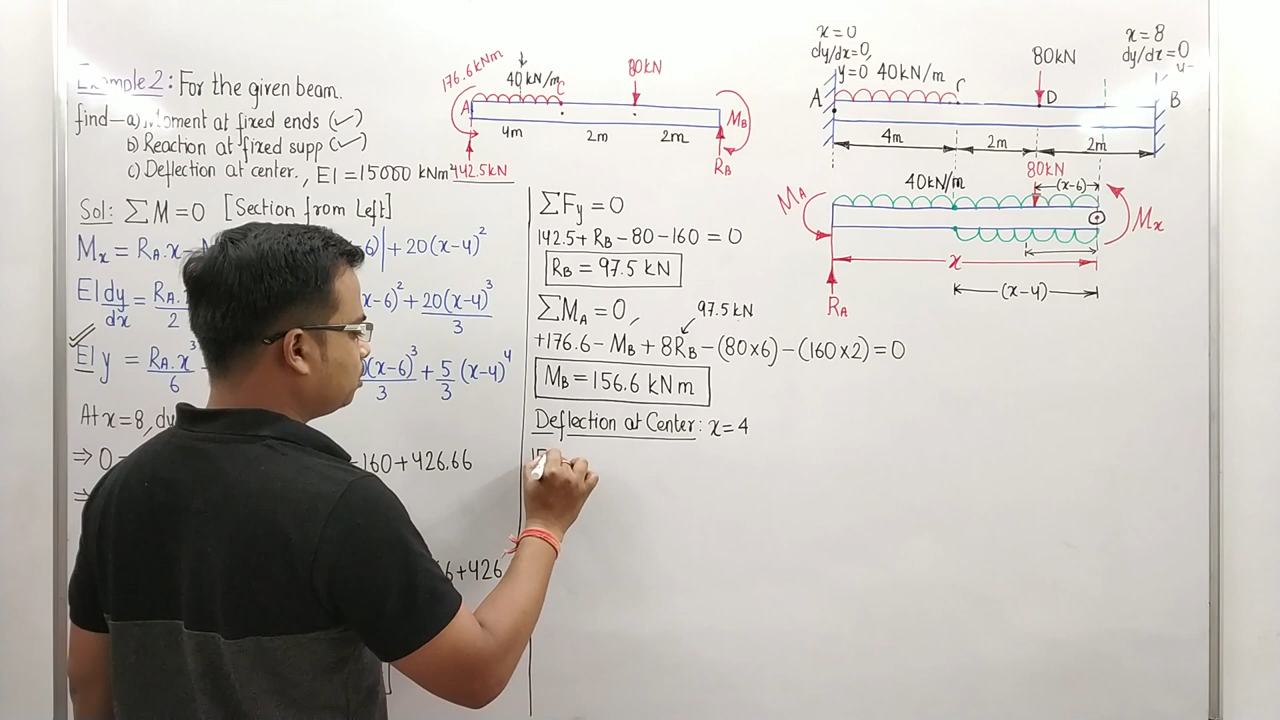 Example 2: For the given beam.
find — a) Moment at fixed ends (✓)
b) Reaction at fixed supp (✓)
c) Deflection at center., EI = 15000 kNm²
Sol: ΣM = 0 [Section from Left]
Mx = RA.x − 6)| + 20(x−4)²
EI dy/dx = RA. /2 (x−6)² + 20(x−4)³/3
EI y = RA.x³/6 (x−6)³/3 + 5/3 (x−4)⁴
At x = 8, dy
⇒ 0 −160 + 426.66
⇒
6 + 426
176.6 kNm
40 kN/m
80 kN
A
C
MB
4m 2m 2m
142.5 kN
RB
ΣFy = 0
142.5 + RB − 80 − 160 = 0
RB = 97.5 kN
ΣMA = 0,
97.5 kN
+176.6 − MB + 8RB − (80×6) − (160×2) = 0
MB = 156.6 kNm
Deflection at Center: x = 4
15
x = 0
dy/dx = 0,
y = 0
40 kN/m
80 kN
x = 8
dy/dx = 0
A
D
B
4m 2m 2m
40 kN/m
80 kN
(x−6)
MA
Mx
x
RA
(x−4)